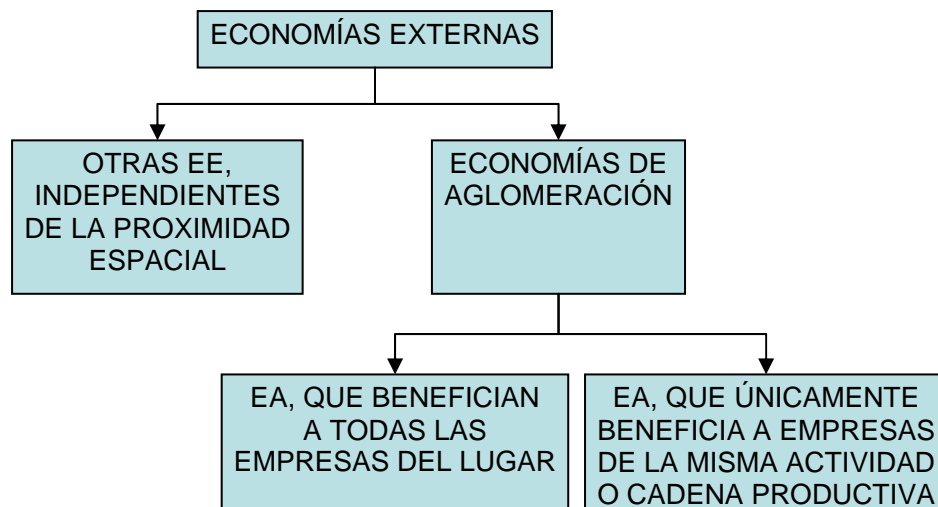 ECONOMÍAS EXTERNAS
OTRAS EE,
INDEPENDIENTES
DE LA PROXIMIDAD
ESPACIAL
ECONOMÍAS DE
AGLOMERACIÓN
EA, QUE BENEFICIAN
A TODAS LAS
EMPRESAS DEL LUGAR
EA, QUE ÚNICAMENTE
BENEFICIA A EMPRESAS
DE LA MISMA ACTIVIDAD
O CADENA PRODUCTIVA